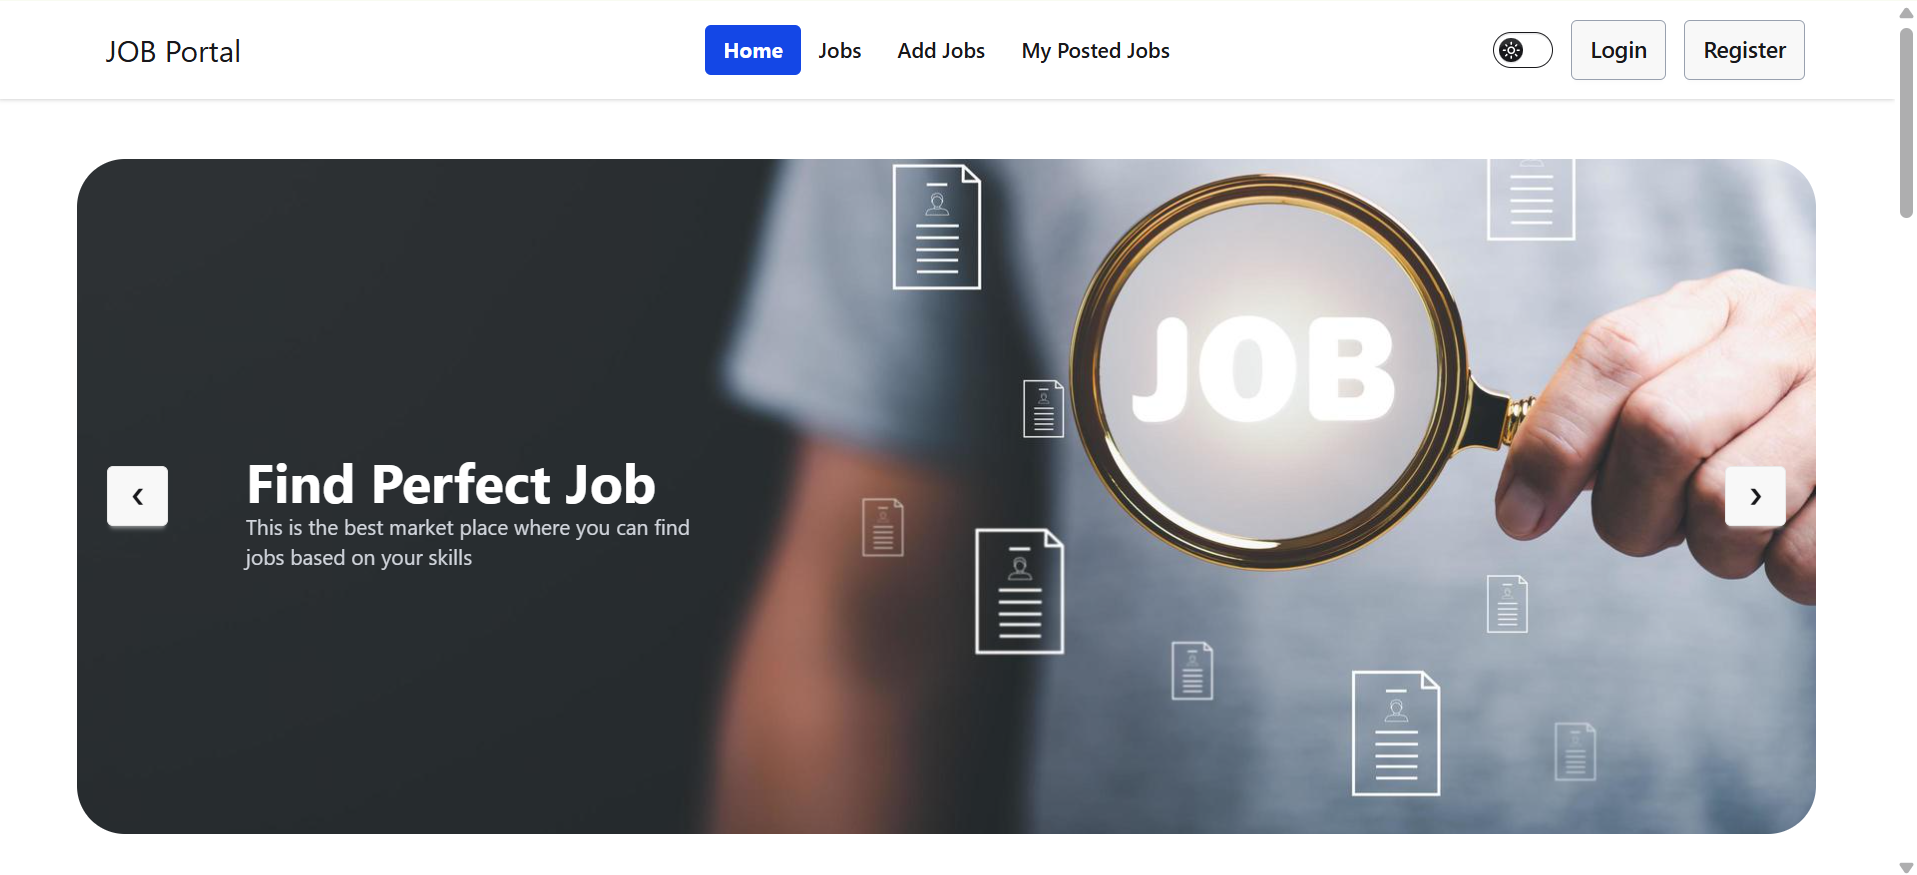 JOB Portal
Home
Jobs
Add Jobs
My Posted Jobs
Login
Register
JOB
Find Perfect Job
This is the best market place where you can find
jobs based on your skills